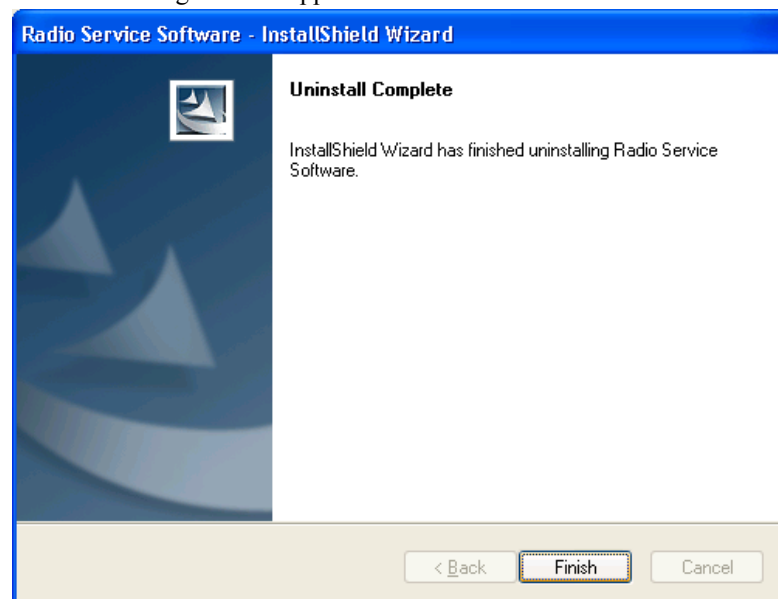 Radio Service Software - InstallShield Wizard
Uninstall Complete
InstallShield Wizard has finished uninstalling Radio Service
Software.
< Back Finish Cancel